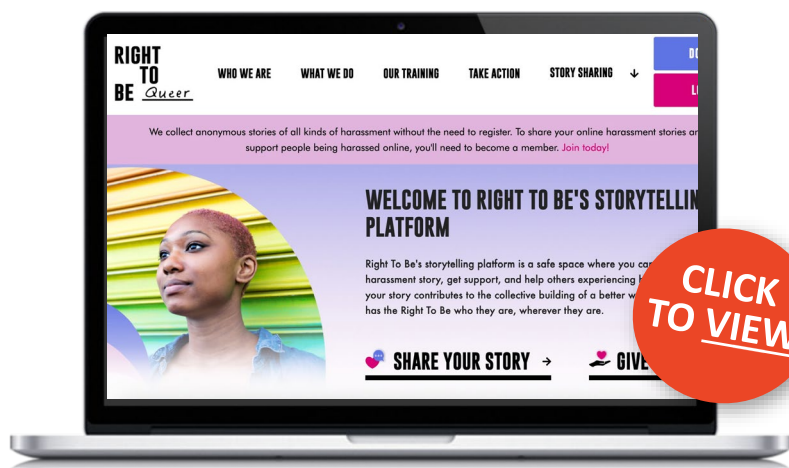 RIGHT
TO
BE Queer
WHO WE ARE
WHAT WE DO
OUR TRAINING
TAKE ACTION
STORY SHARING
We collect anonymous stories of all kinds of harassment without the need to register. To share your online harassment stories
support people being harassed online, you'll need to become a member. Join today!
WELCOME TO RIGHT TO BE'S
PLATFORM
Right To Be's storytelling platform is a safe space where you
harassment story, get support, and help others experiencing
your story contributes to the collective building of a better
has the Right To Be who they are, wherever they are.
SHARE YOUR STORY →
GIVE
CLICK
TO VIEW